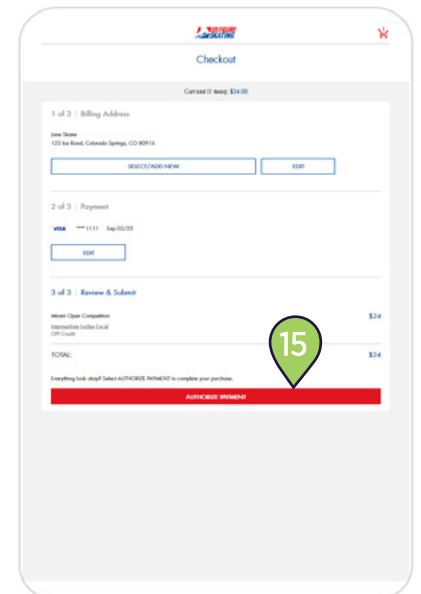 US FIGURE SKATING
Checkout
Cart total (1 items): $24.00
1 of 3 | Billing Address
Jane Skater
123 Ice Road, Colorado Springs, CO 80916
SELECT/ADD NEW
EDIT
2 of 3 | Payment
VISA ****1111 Exp 02/23
EDIT
3 of 3 | Review & Submit
Miami Open Competition $24
Intermediate Ladies Excel
CPI Credit
15
TOTAL: $24
Everything look okay? Select AUTHORIZE PAYMENT to complete your purchase.
AUTHORIZE PAYMENT